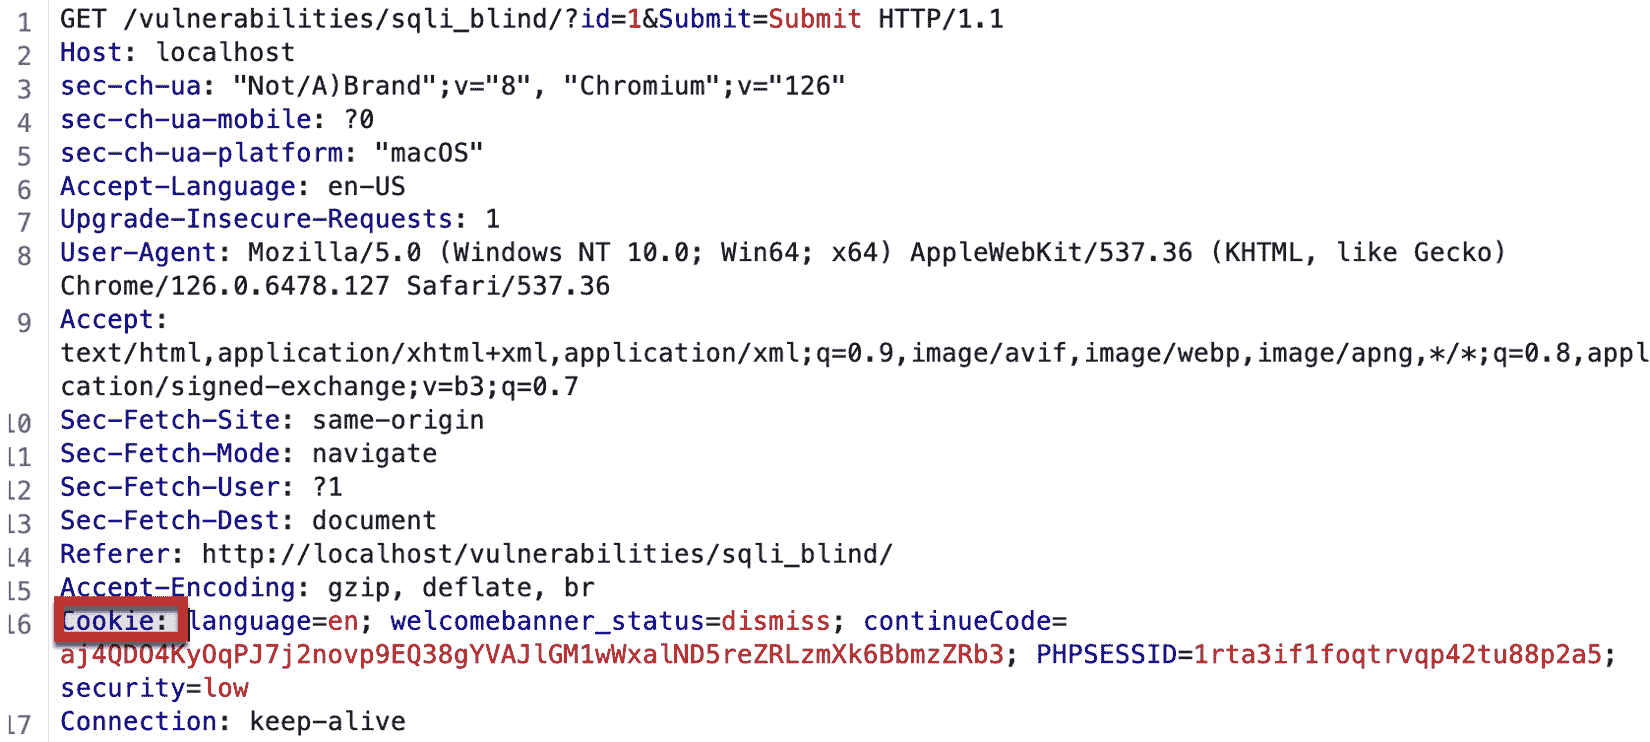 1 GET /vulnerabilities/sqli_blind/?id=1&Submit=Submit HTTP/1.1
2 Host: localhost
3 sec-ch-ua: "Not/A)Brand";v="8", "Chromium";v="126"
4 sec-ch-ua-mobile: ?0
5 sec-ch-ua-platform: "macOS"
6 Accept-Language: en-US
7 Upgrade-Insecure-Requests: 1
8 User-Agent: Mozilla/5.0 (Windows NT 10.0; Win64; x64) AppleWebKit/537.36 (KHTML, like Gecko)
Chrome/126.0.6478.127 Safari/537.36
9 Accept:
text/html,application/xhtml+xml,application/xml;q=0.9,image/avif,image/webp,image/apng,*/*;q=0.8,appl
cation/signed-exchange;v=b3;q=0.7
10 Sec-Fetch-Site: same-origin
11 Sec-Fetch-Mode: navigate
12 Sec-Fetch-User: ?1
13 Sec-Fetch-Dest: document
14 Referer: http://localhost/vulnerabilities/sqli_blind/
15 Accept-Encoding: gzip, deflate, br
16 Cookie: language=en; welcomebanner_status=dismiss; continueCode=
aj4QDO4KyOqPJ7j2novp9EQ38gYVAJlGM1wWxalND5reZRLzmXk6BbmzZRb3; PHPSESSID=1rta3if1foqtrvqp42tu88p2a5;
security=low
17 Connection: keep-alive